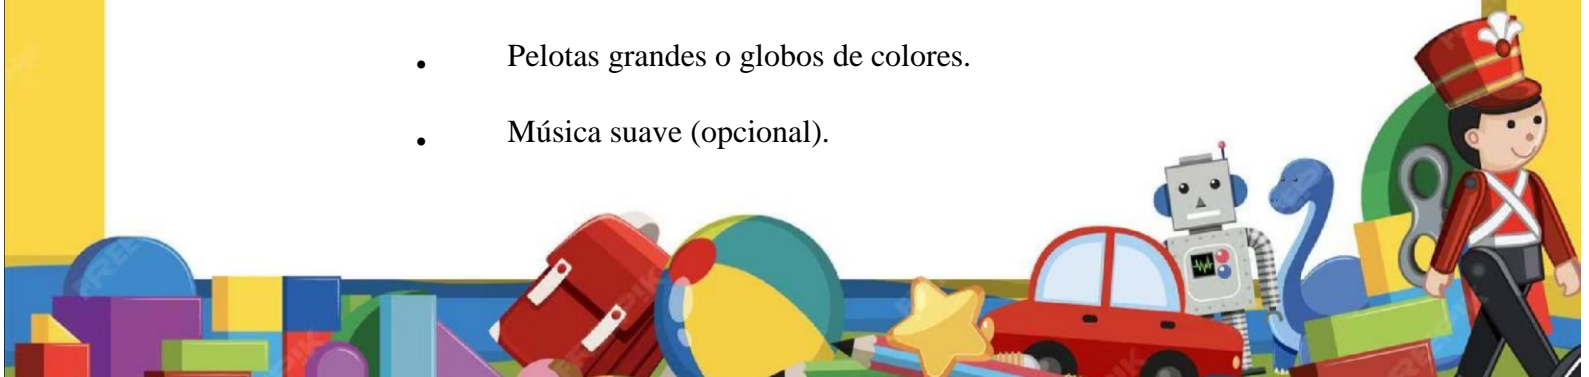 • Pelotas grandes o globos de colores.
• Música suave (opcional).